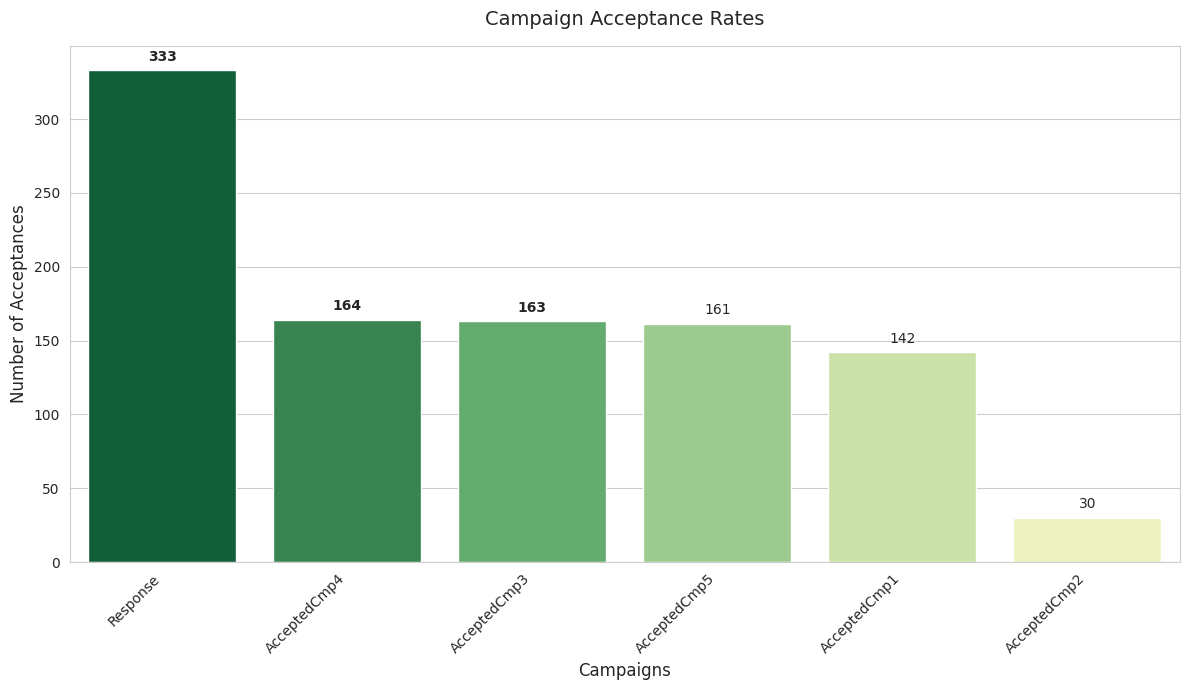 Campaign Acceptance Rates
Number of Acceptances
300
250
200
150
100
50
0
333
164
163
161
142
30
Response
AcceptedCmp4
AcceptedCmp3
AcceptedCmp5
AcceptedCmp1
AcceptedCmp2
Campaigns